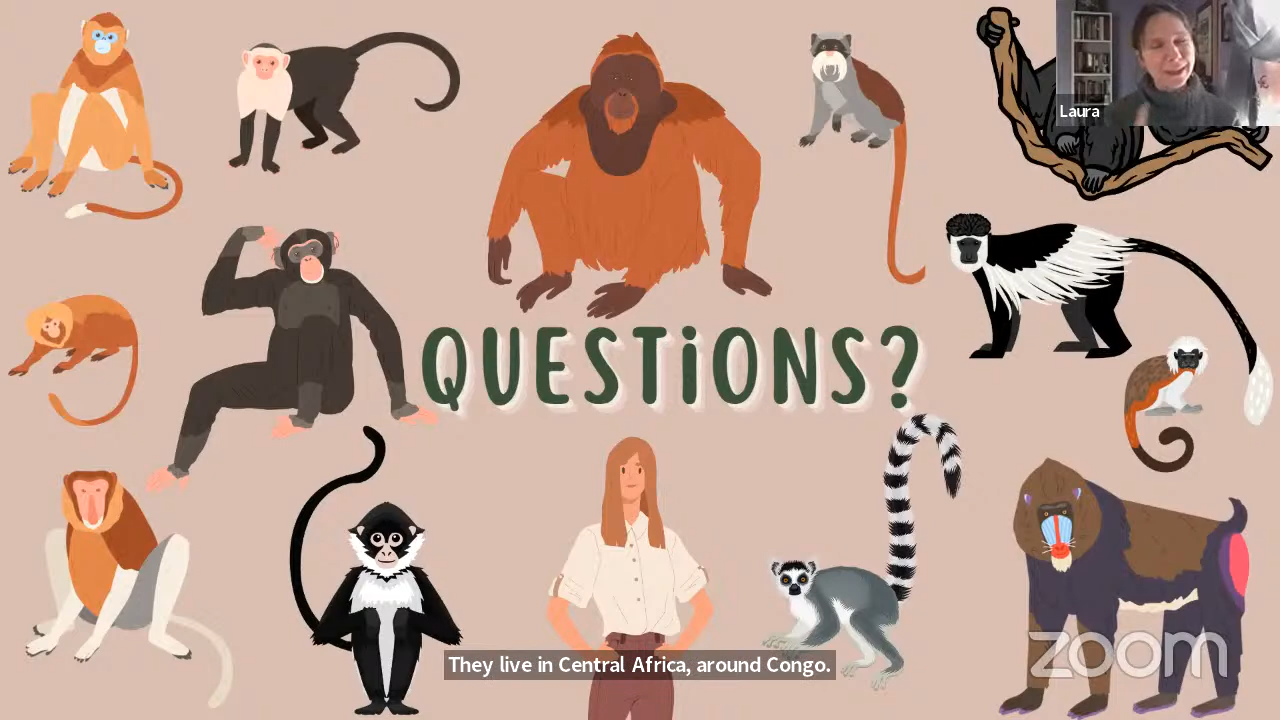 Laura
QUESTiONS?
They live in Central Africa, around Congo.
zoom